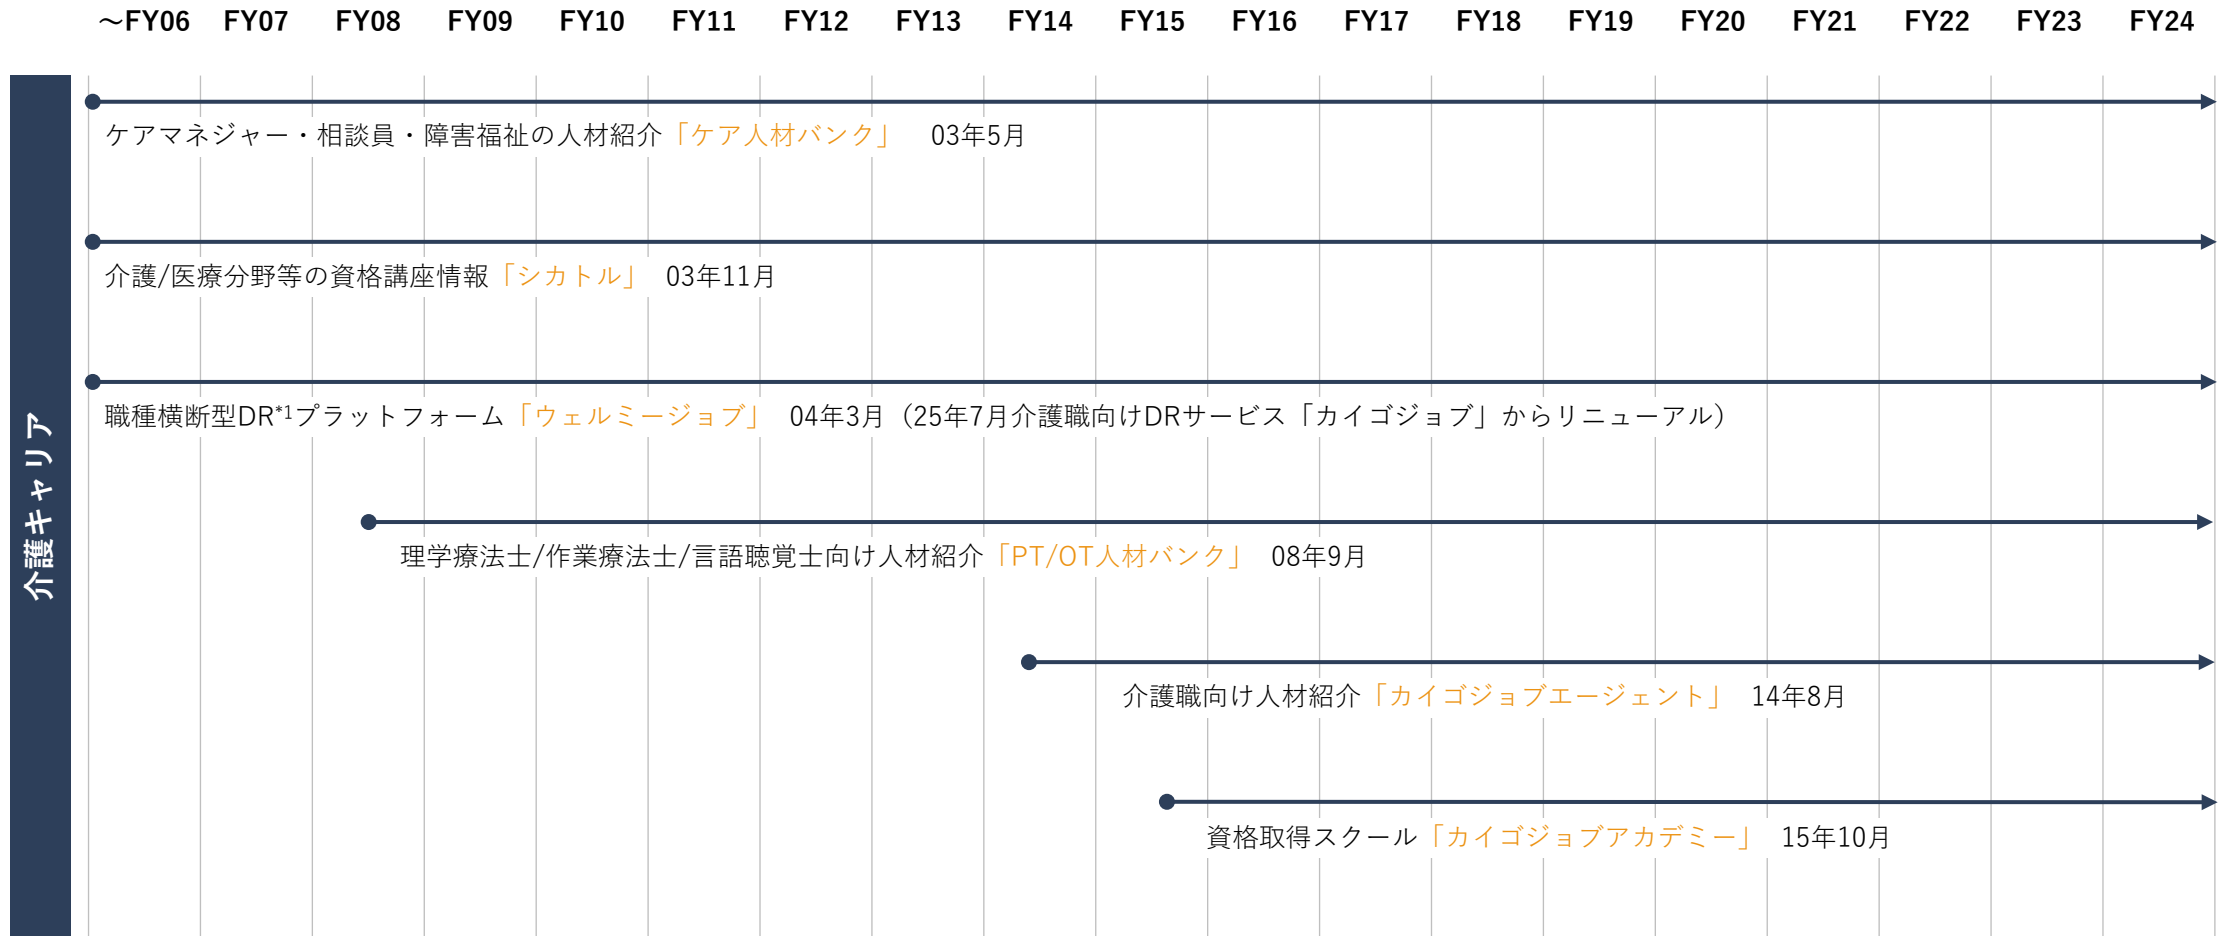 ～FY06 FY07 FY08 FY09 FY10 FY11 FY12 FY13 FY14 FY15 FY16 FY17 FY18 FY19 FY20 FY21 FY22 FY23 FY24
介護キャリア
ケアマネジャー・相談員・障害福祉の人材紹介「ケア人材バンク」 03年5月
介護/医療分野等の資格講座情報「シカトル」 03年11月
職種横断型DR*1プラットフォーム「ウェルミージョブ」 04年3月（25年7月介護職向けDRサービス「カイゴジョブ」からリニューアル）
理学療法士/作業療法士/言語聴覚士向け人材紹介「PT/OT人材バンク」 08年9月
介護職向け人材紹介「カイゴジョブエージェント」 14年8月
資格取得スクール「カイゴジョブアカデミー」 15年10月